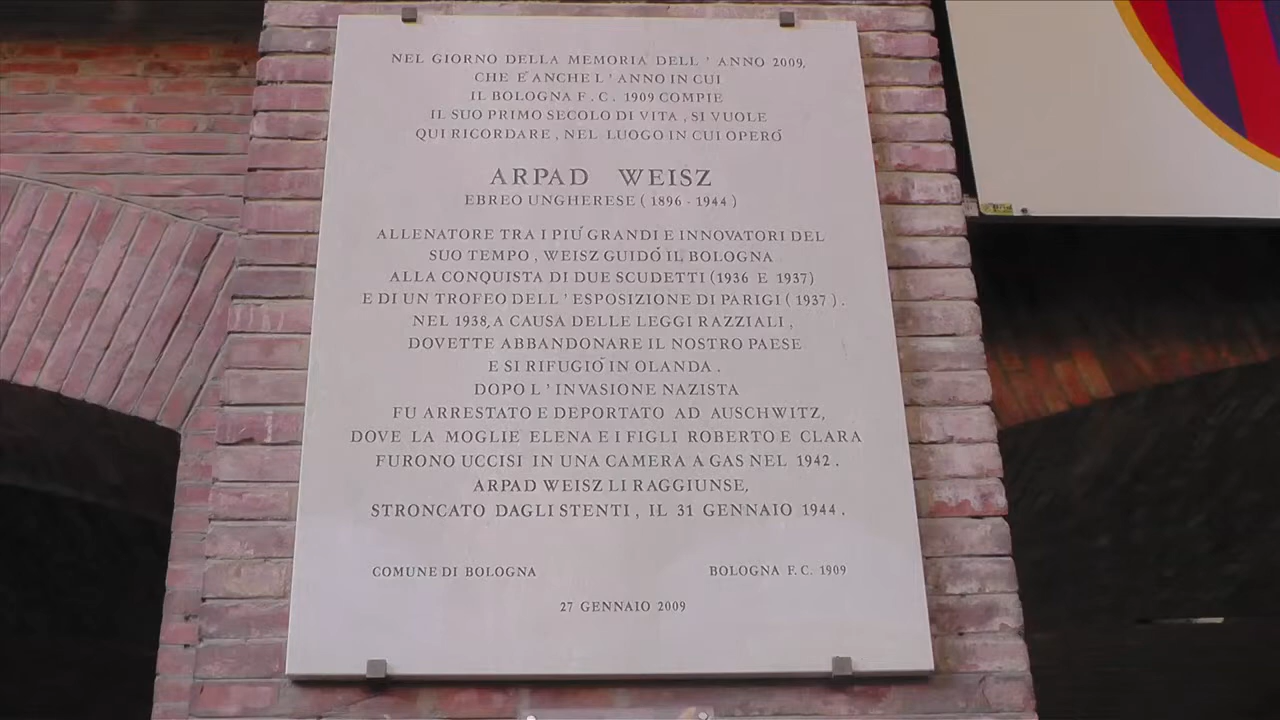 NEL GIORNO DELLA MEMORIA DELL'ANNO 2009,
CHE E' ANCHE L'ANNO IN CUI
IL BOLOGNA F.C. 1909 COMPIE
IL SUO PRIMO SECOLO DI VITA, SI VUOLE
QUI RICORDARE, NEL LUOGO IN CUI OPERO'
ARPAD WEISZ
EBREO UNGHERESE (1896-1944)
ALLENATORE TRA I PIU' GRANDI E INNOVATORI DEL
SUO TEMPO, WEISZ GUIDO' IL BOLOGNA
ALLA CONQUISTA DI DUE SCUDETTI (1936 E 1937)
E DI UN TROFEO DELL'ESPOSIZIONE DI PARIGI (1937).
NEL 1938, A CAUSA DELLE LEGGI RAZZIALI,
DOVETTE ABBANDONARE IL NOSTRO PAESE
E SI RIFUGIO' IN OLANDA.
DOPO L'INVASIONE NAZISTA
FU ARRESTATO E DEPORTATO AD AUSCHWITZ,
DOVE LA MOGLIE ELENA E I FIGLI ROBERTO E CLARA
FURONO UCCISI IN UNA CAMERA A GAS NEL 1942.
ARPAD WEISZ LI RAGGIUNSE,
STRONCATO DAGLI STENTI, IL 31 GENNAIO 1944.
COMUNE DI BOLOGNA
BOLOGNA F.C. 1909
27 GENNAIO 2009